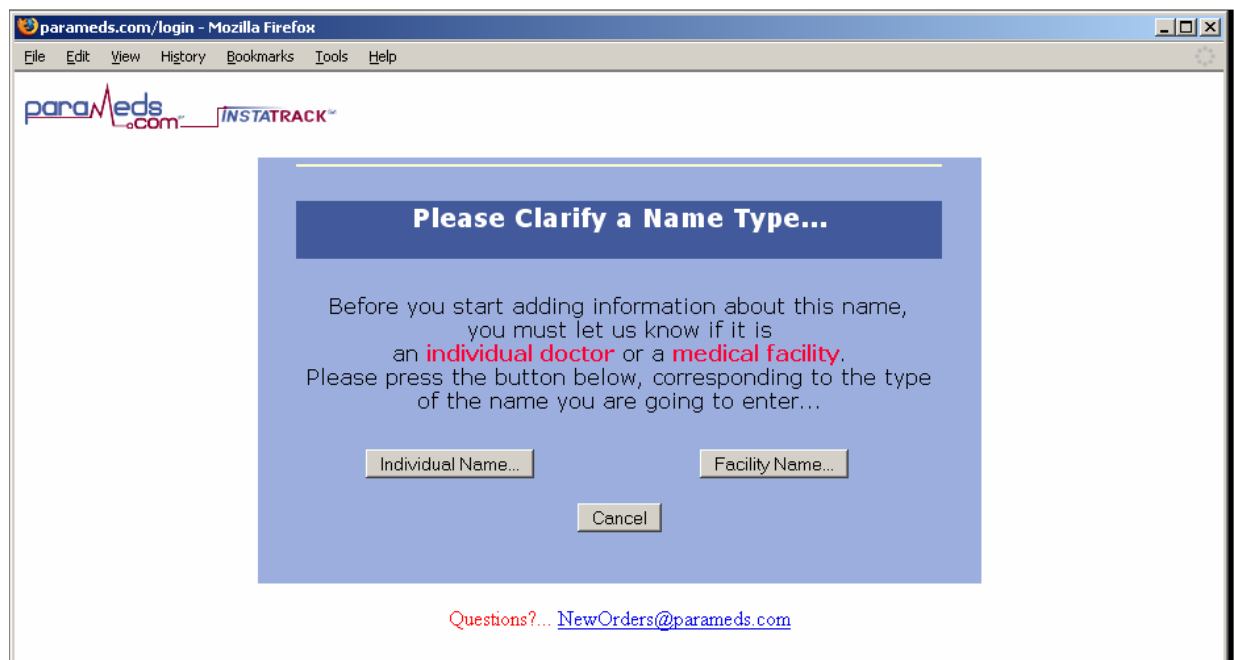 parameds.com/login - Mozilla Firefox
File Edit View History Bookmarks Tools Help
paraMeds.com INSTATRACK
Please Clarify a Name Type...
Before you start adding information about this name,
you must let us know if it is
an individual doctor or a medical facility.
Please press the button below, corresponding to the type
of the name you are going to enter...
Individual Name... Facility Name...
Cancel
Questions?... NewOrders@parameds.com